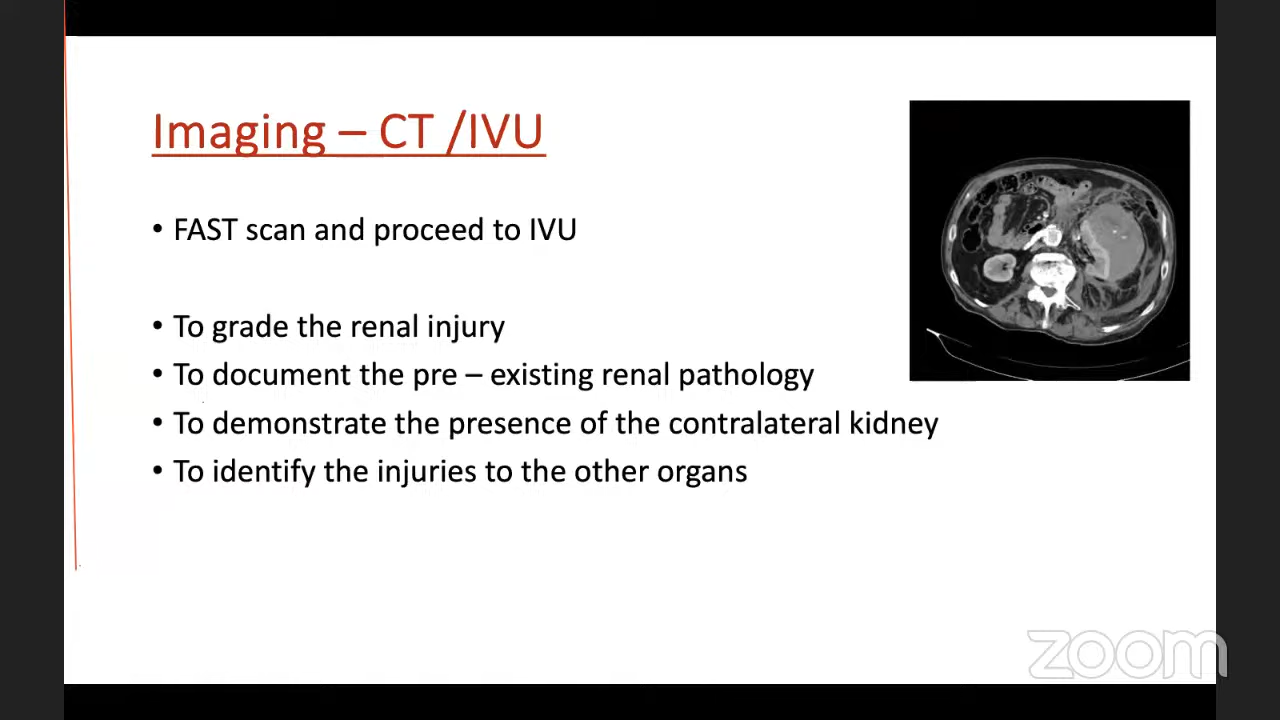 Imaging – CT /IVU
• FAST scan and proceed to IVU
• To grade the renal injury
• To document the pre – existing renal pathology
• To demonstrate the presence of the contralateral kidney
• To identify the injuries to the other organs
zoom